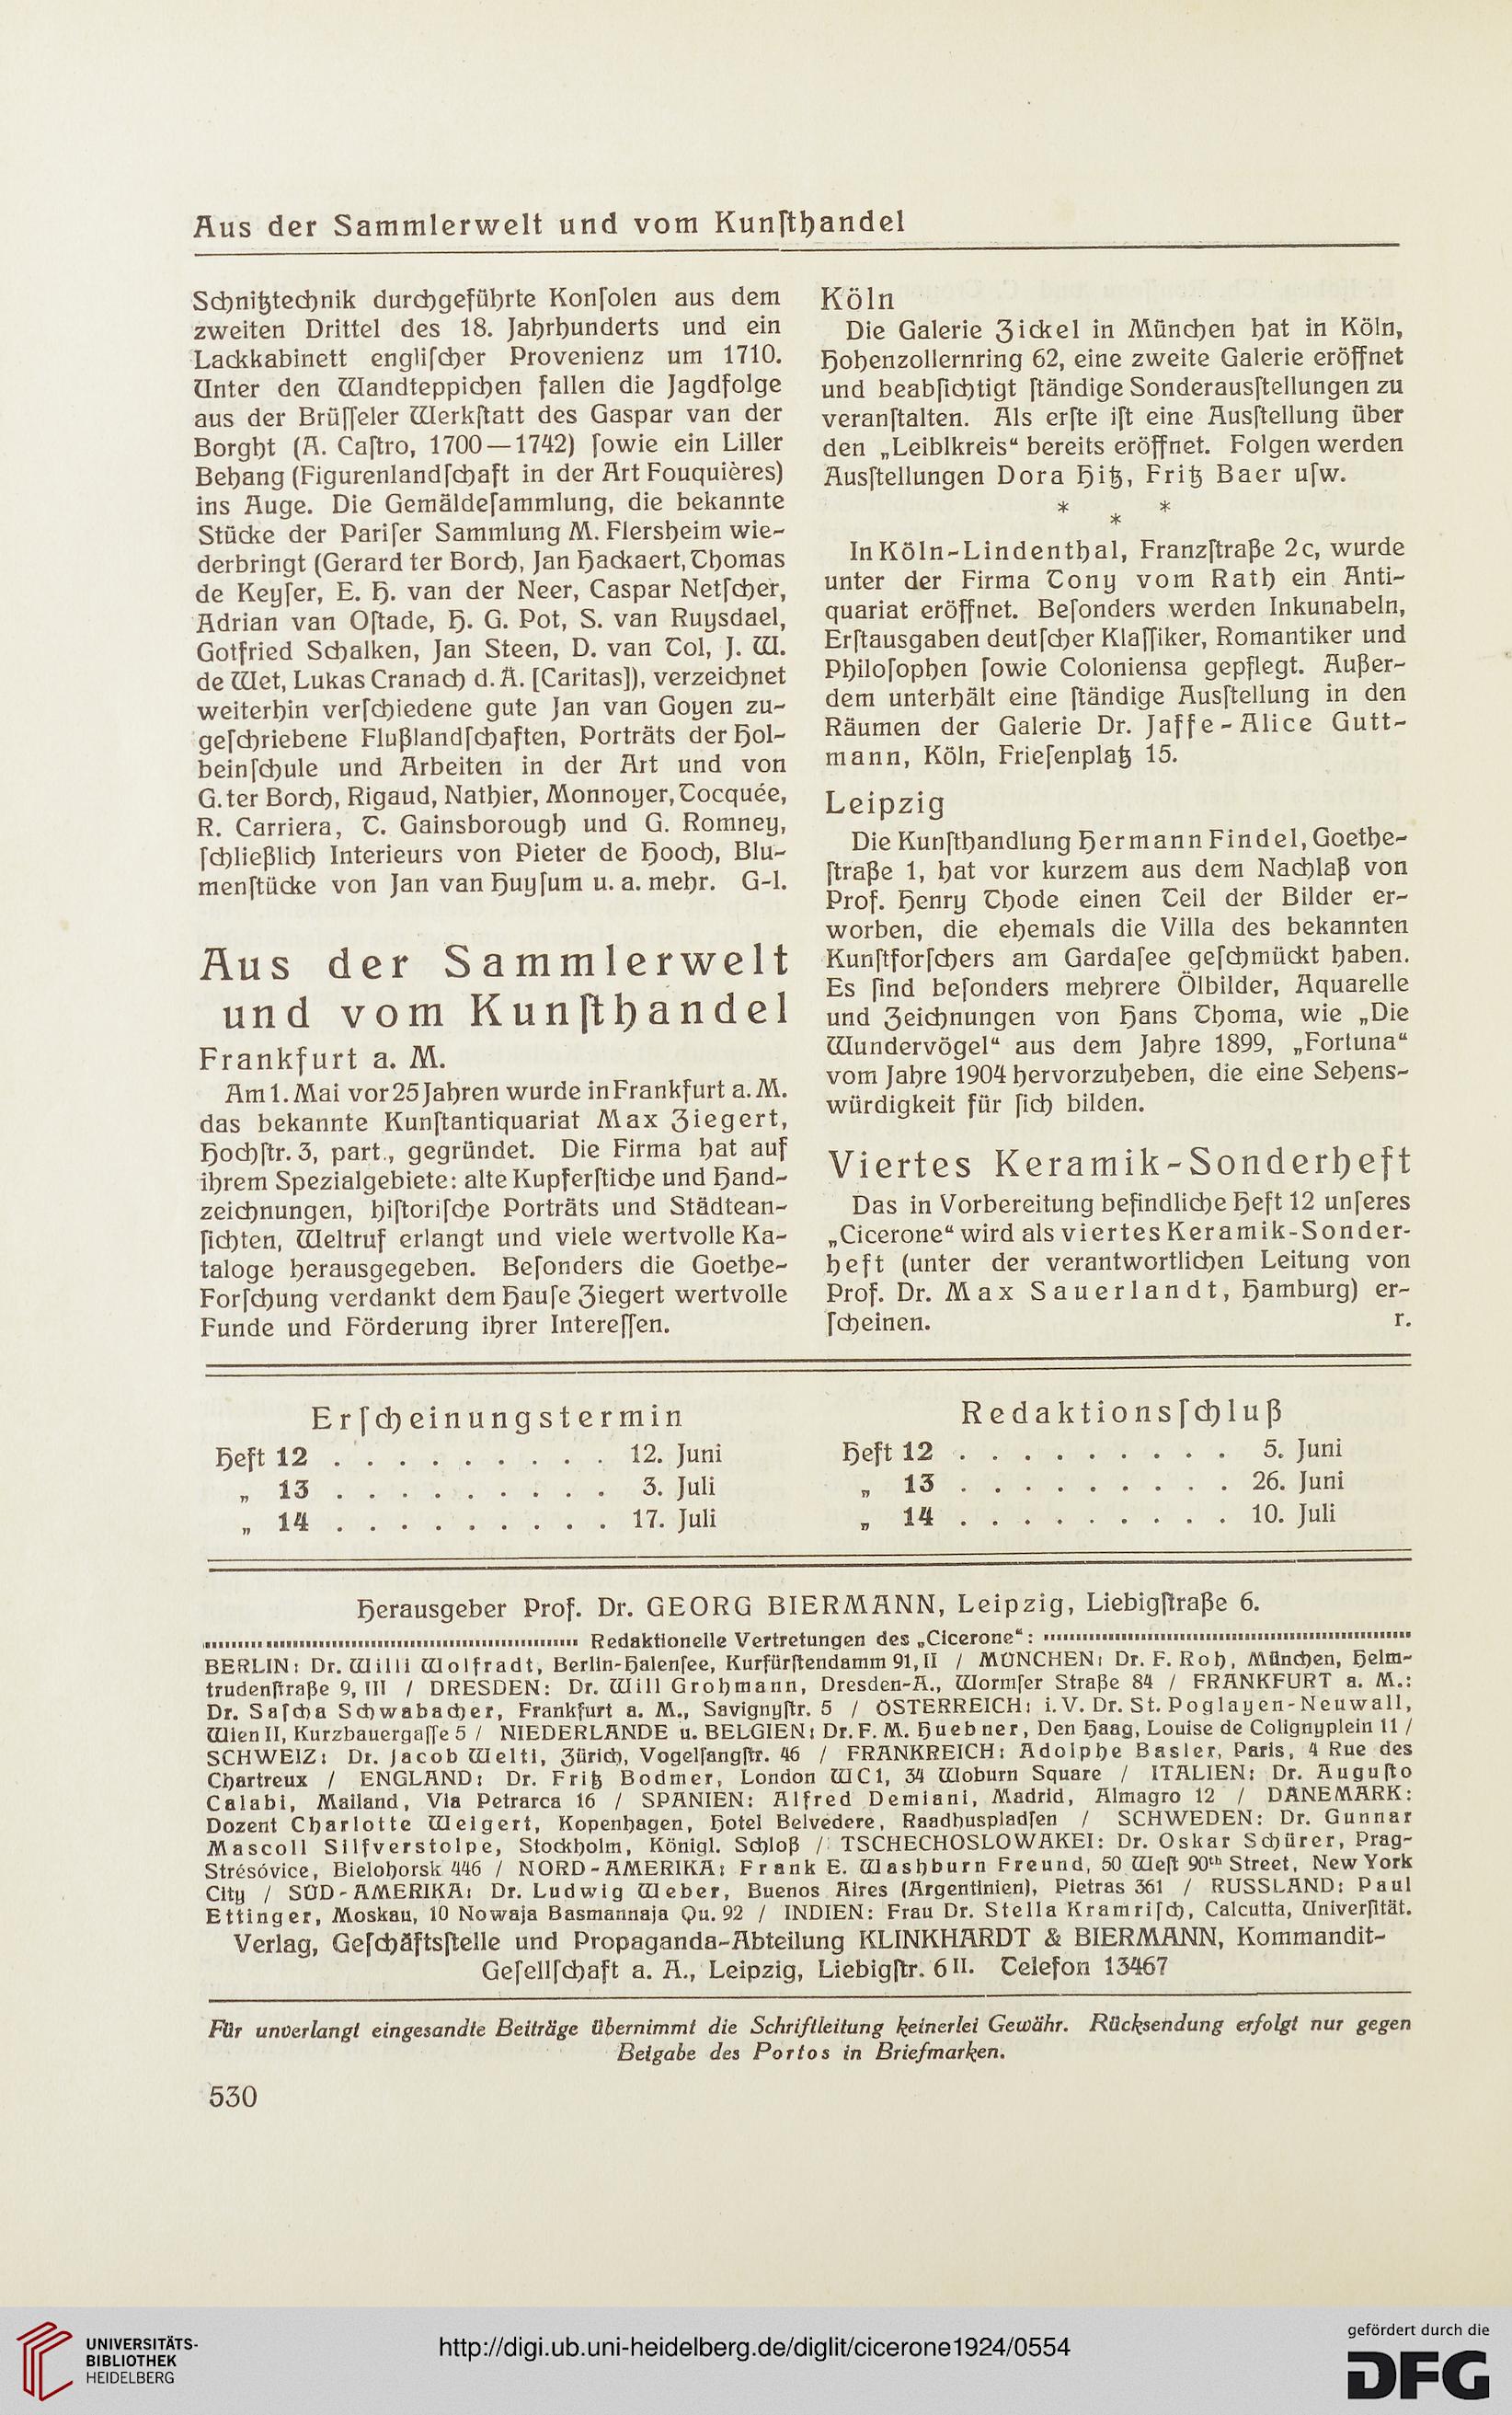 Aus der Sammlerwelt und vom Kunſthandel
Schnitztechnik durchgeführte Konſolen aus dem
zweiten Drittel des 18. Jahrhunderts und ein
Lackkabinett engliſcher Provenienz um 1710.
Unter den Wandteppichen fallen die Jagdfolge
aus der Brüſſeler Werkſtatt des Gaspar van der
Borght (A. Caſtro, 1700—1742) ſowie ein Liller
Behang (Figurenlandſchaft in der Art Fouquières)
ins Auge. Die Gemäldeſammlung, die bekannte
Stücke der Pariſer Sammlung M. Flersheim wie-
derbringt (Gerard ter Borch, Jan Hackaert, Thomas
de Keyſer, E. H. van der Neer, Caspar Netſcher,
Adrian van Oſtade, H. G. Pot, S. van Ruysdael,
Gotfried Schalken, Jan Steen, D. van Tol, J. W.
de Wet, Lukas Cranach d. Ä. [Caritas]), verzeichnet
weiterhin verſchiedene gute Jan van Goyen zu-
geſchriebene Flußlandſchaften, Porträts der Hol-
beinſchule und Arbeiten in der Art und von
G. ter Borch, Rigaud, Nathier, Monnoyer, Tocquée,
R. Carriera, T. Gainsborough und G. Romney,
ſchließlich Interieurs von Pieter de Hooch, Blu-
menſtücke von Jan van Huyſum u. a. mehr. G-l.
Aus der Sammlerwelt
und vom Kunſthandel
Frankfurt a. M.
Am 1. Mai vor 25 Jahren wurde in Frankfurt a. M.
das bekannte Kunſtantiquariat Max Ziegert,
Hochſtr. 3, part., gegründet. Die Firma hat auf
ihrem Spezialgebiete: alte Kupferſtiche und Hand-
zeichnungen, hiſtoriſche Porträts und Städtean-
ſichten, Weltruf erlangt und viele wertvolle Ka-
taloge herausgegeben. Beſonders die Goethe-
Forſchung verdankt dem Hauſe Ziegert wertvolle
Funde und Förderung ihrer Intereſſen.
Köln
Die Galerie Zickel in München hat in Köln,
Hohenzollernring 62, eine zweite Galerie eröffnet
und beabſichtigt ſtändige Sonderausſtellungen zu
veranſtalten. Als erſte iſt eine Ausſtellung über
den „Leiblkreis“ bereits eröffnet. Folgen werden
Ausſtellungen Dora Hitz, Fritz Baer uſw.
* * *
In Köln-Lindenthal, Franzſtraße 2c, wurde
unter der Firma Tony vom Rath ein Anti-
quariat eröffnet. Beſonders werden Inkunabeln,
Erſtausgaben deutſcher Klaſſiker, Romantiker und
Philoſophen ſowie Coloniensa gepflegt. Außer-
dem unterhält eine ſtändige Ausſtellung in den
Räumen der Galerie Dr. Jaffe-Alice Gutt-
mann, Köln, Frieſenplatz 15.
Leipzig
Die Kunſthandlung Hermann Findel, Goethe-
ſtraße 1, hat vor kurzem aus dem Nachlaß von
Prof. Henry Thode einen Teil der Bilder er-
worben, die ehemals die Villa des bekannten
Kunſtforſchers am Gardaſee geſchmückt haben.
Es ſind beſonders mehrere Ölbilder, Aquarelle
und Zeichnungen von Hans Thoma, wie „Die
Wundervögel“ aus dem Jahre 1899, „Fortuna“
vom Jahre 1904 hervorzuheben, die eine Sehens-
würdigkeit für ſich bilden.
Viertes Keramik-Sonderheft
Das in Vorbereitung befindliche Heft 12 unſeres
„Cicerone“ wird als viertes Keramik-Sonder-
heft (unter der verantwortlichen Leitung von
Prof. Dr. Max Sauerlandt, Hamburg) er-
ſcheinen. r.
Erſcheinungstermin
Heft 12 . . . . . . . . . 12. Juni
„ 13 . . . . . . . . . 3. Juli
„ 14 . . . . . . . . . 17. Juli
Redaktionsſchluß
Heft 12 . . . . . . . . . 5. Juni
„ 13 . . . . . . . . . 26. Juni
„ 14 . . . . . . . . . 10. Juli
Herausgeber Prof. Dr. GEORG BIERMANN, Leipzig, Liebigſtraße 6.
Redaktionelle Vertretungen des „Cicerone“:
BERLIN: Dr. Willi Wolfradt, Berlin-Halenſee, Kurfürſtendamm 91, II / MÜNCHEN: Dr. F. Roh, München, Helm-
trudenſtraße 9, III / DRESDEN: Dr. Will Grohmann, Dresden-A., Wormſer Straße 84 / FRANKFURT a. M.:
Dr. Saſcha Schwabacher, Frankfurt a. M., Savignyſtr. 5 / ÖSTERREICH: i. V. Dr. St. Poglayen-Neuwall,
Wien II, Kurzbauergaſſe 5 / NIEDERLANDE u. BELGIEN: Dr. F. M. Huebner, Den Haag, Louise de Colignyplein 11 /
SCHWEIZ: Dr. Jacob Welti, Zürich, Vogelſangſtr. 46 / FRANKREICH: Adolphe Basler, Paris, 4 Rue des
Chartreux / ENGLAND: Dr. Fritz Bodmer, London WC1, 34 Woburn Square / ITALIEN: Dr. Auguſto
Calabi, Mailand, Via Petrarca 16 / SPANIEN: Alfred Demiani, Madrid, Almagro 12 / DÄNEMARK:
Dozent Charlotte Weigert, Kopenhagen, Hotel Belvedere, Raadhuspladſen / SCHWEDEN: Dr. Gunnar
Mascoll Silfverstolpe, Stockholm, Königl. Schloß / TSCHECHOSLOWAKEI: Dr. Oskar Schürer, Prag-
Strésóvice, Bielohorsk 446 / NORD-AMERIKA: Frank E. Washburn Freund, 50 Weſt 90th Street, New York
City / SÜD-AMERIKA: Dr. Ludwig Weber, Buenos Aires (Argentinien), Pietras 361 / RUSSLAND: Paul
Ettinger, Moskau, 10 Nowaja Basmannaja Qu. 92 / INDIEN: Frau Dr. Stella Kramriſch, Calcutta, Univerſität.
Verlag, Geſchäftsſtelle und Propaganda-Abteilung KLINKHARDT & BIERMANN, Kommandit-
Geſellſchaft a. A., Leipzig, Liebigſtr. 6 II. Telefon 13467
Für unverlangt eingesandte Beiträge übernimmt die Schriftleitung keinerlei Gewähr. Rücksendung erfolgt nur gegen
Beigabe des Portos in Briefmarken.
530
UNIVERSITÄTS-
BIBLIOTHEK
HEIDELBERG
http://digi.ub.uni-heidelberg.de/diglit/cicerone1924/0554
gefördert durch die
DFG